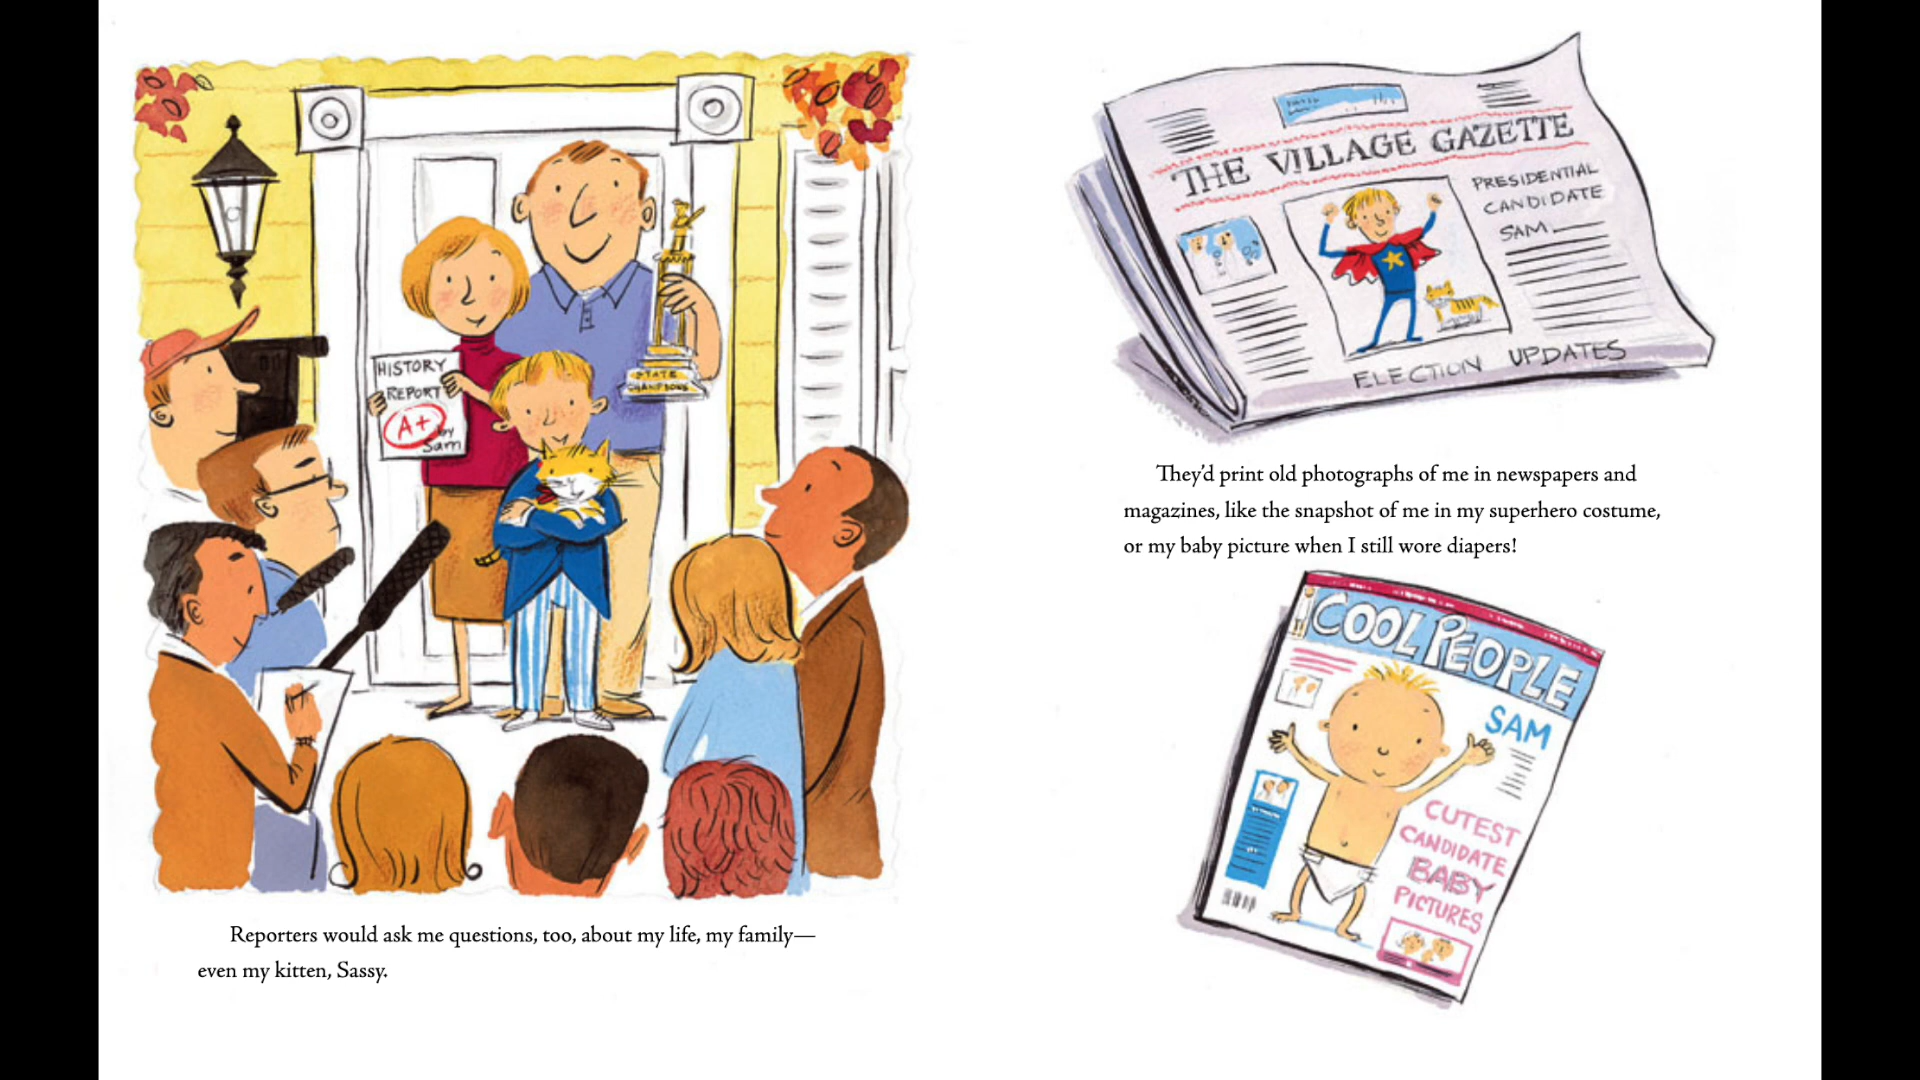 HISTORY
REPORT
A+
by
Sam
STATE
CHAMPIONS
Reporters would ask me questions, too, about my life, my family—
even my kitten, Sassy.
THE VILLAGE GAZETTE
PRESIDENTIAL
CANDIDATE
SAM
ELECTION UPDATES
They’d print old photographs of me in newspapers and
magazines, like the snapshot of me in my superhero costume,
or my baby picture when I still wore diapers!
COOL PEOPLE
SAM
CUTEST
CANDIDATE
BABY
PICTURES